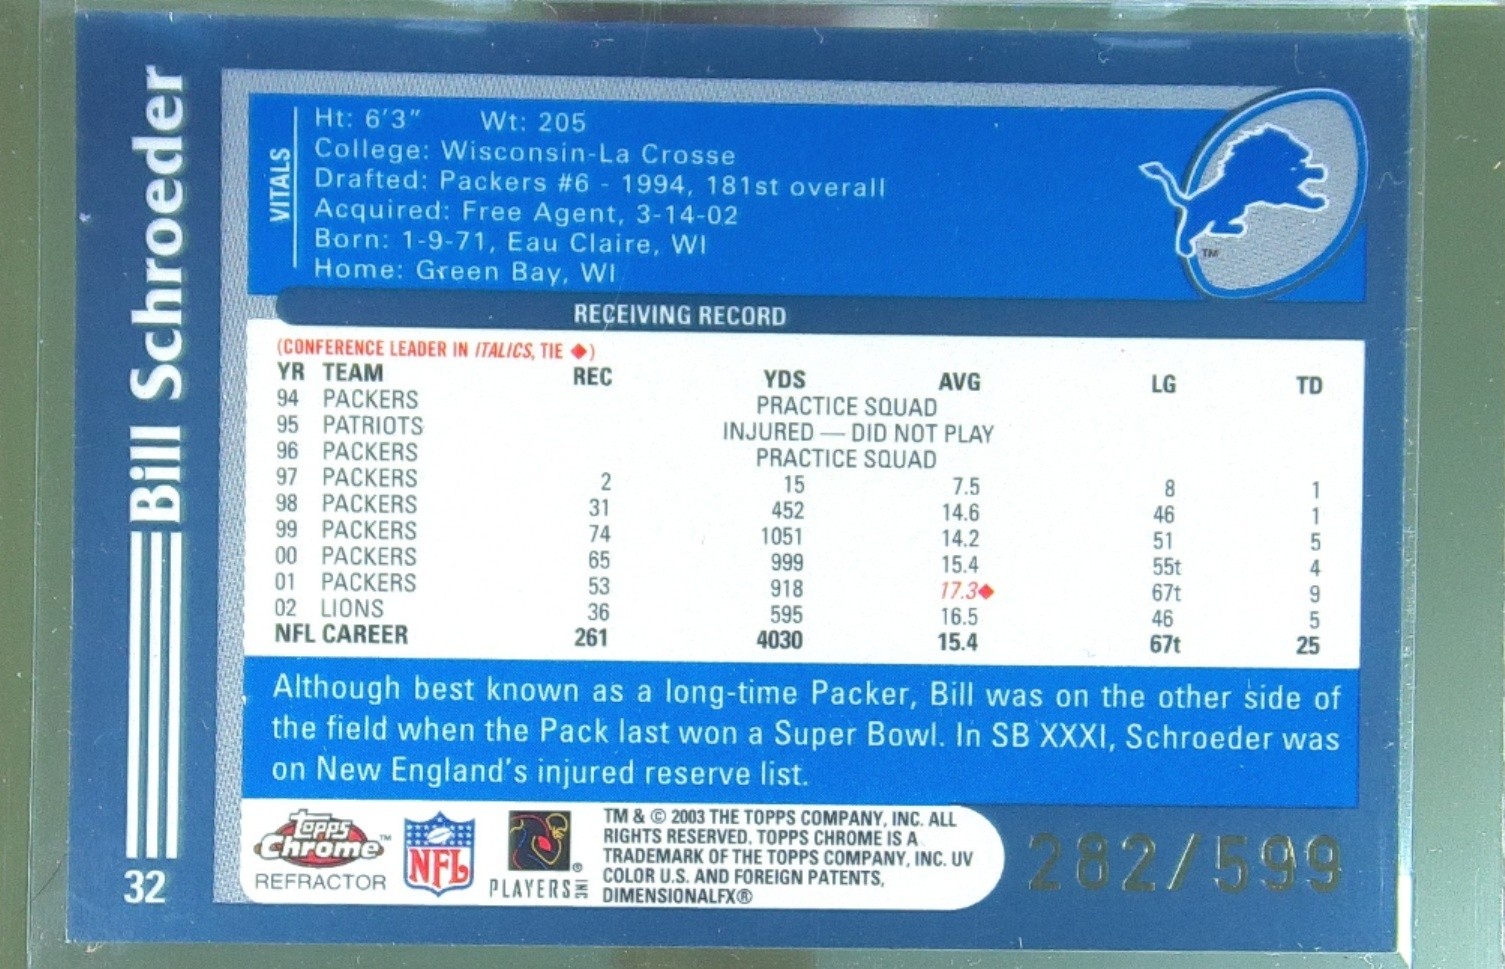 Bill Schroeder
32
VITALS
Ht: 6'3" Wt: 205
College: Wisconsin-La Crosse
Drafted: Packers #6 - 1994, 181st overall
Acquired: Free Agent, 3-14-02
Born: 1-9-71, Eau Claire, WI
Home: Green Bay, WI
TM
RECEIVING RECORD
(CONFERENCE LEADER IN ITALICS, TIE ◆)
YR TEAM REC YDS AVG LG TD
94 PACKERS PRACTICE SQUAD
95 PATRIOTS INJURED — DID NOT PLAY
96 PACKERS PRACTICE SQUAD
97 PACKERS 2 15 7.5 8 1
98 PACKERS 31 452 14.6 46 1
99 PACKERS 74 1051 14.2 51 5
00 PACKERS 65 999 15.4 55t 4
01 PACKERS 53 918 17.3◆ 67t 9
02 LIONS 36 595 16.5 46 5
NFL CAREER 261 4030 15.4 67t 25
Although best known as a long-time Packer, Bill was on the other side of
the field when the Pack last won a Super Bowl. In SB XXXI, Schroeder was
on New England's injured reserve list.
Topps
Chrome™
REFRACTOR
NFL
PLAYERS INC®
TM & © 2003 THE TOPPS COMPANY, INC. ALL
RIGHTS RESERVED. TOPPS CHROME IS A
TRADEMARK OF THE TOPPS COMPANY, INC. UV
COLOR U.S. AND FOREIGN PATENTS,
DIMENSIONALFX®
282/599